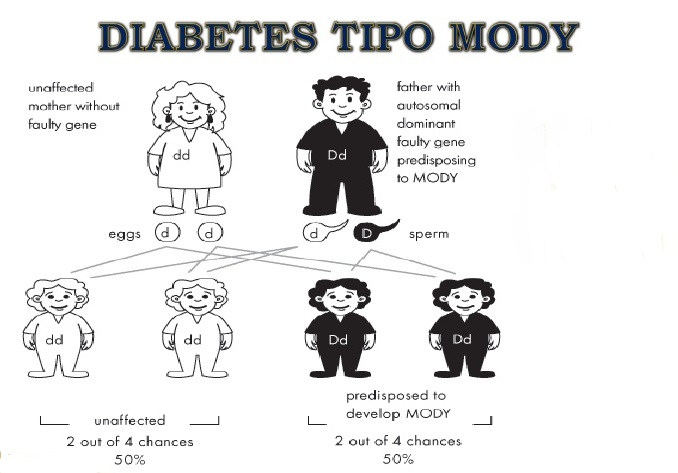 DIABETES TIPO MODY
unaffected
mother without
faulty gene
father with
autosomal
dominant
faulty gene
predisposing
to MODY
dd
Dd
eggs d d
d D sperm
dd
dd
Dd
Dd
unaffected
2 out of 4 chances
50%
predisposed to
develop MODY
2 out of 4 chances
50%